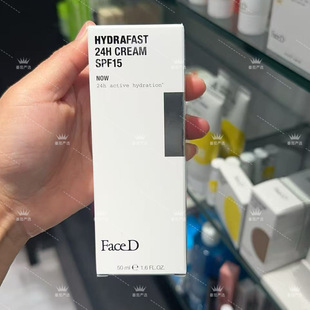 HYDRAFAST
24H CREAM
SPF15
NOW
24h active hydration*
FaceD
50 ml ℮ 1.6 FL.OZ.